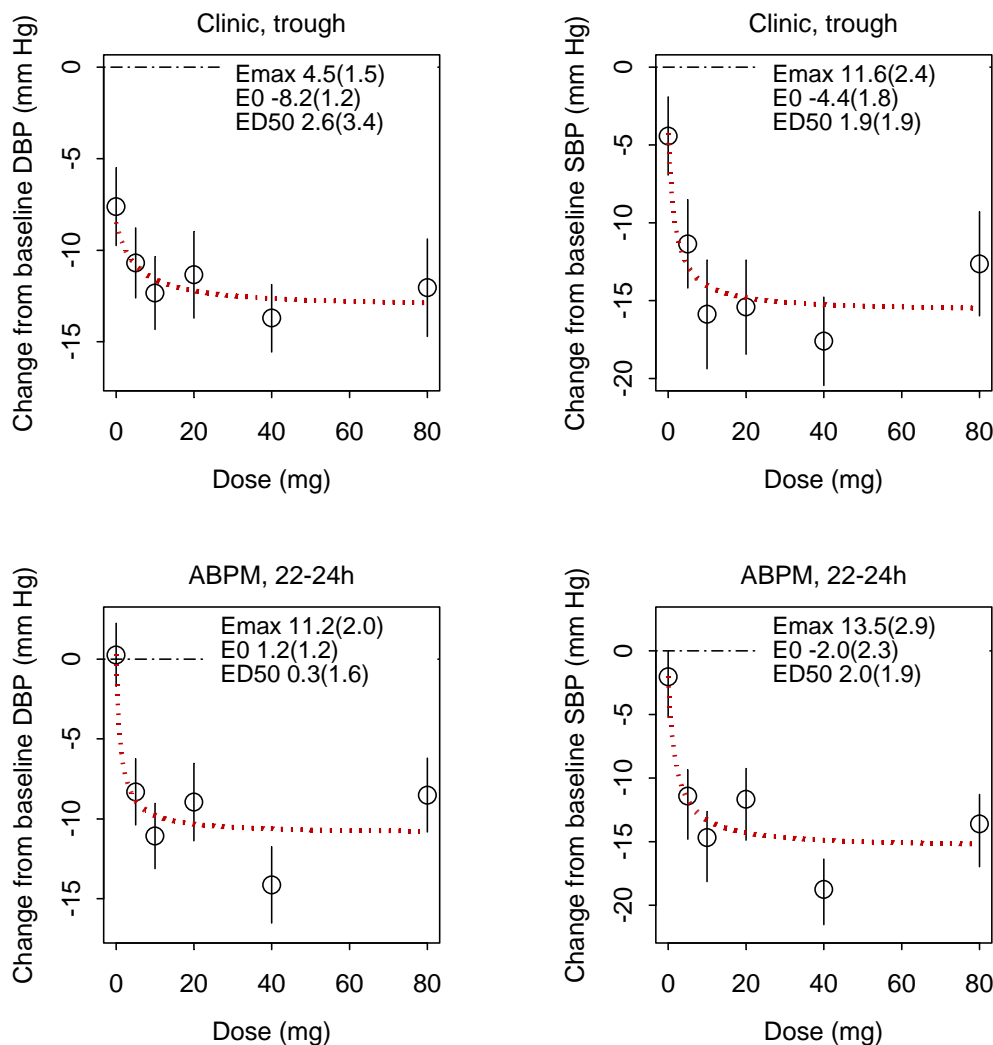 Clinic, trough
Change from baseline DBP (mm Hg)
0
-5
-10
-15
Emax 4.5(1.5)
E0 -8.2(1.2)
ED50 2.6(3.4)
0 20 40 60 80
Dose (mg)
Clinic, trough
Change from baseline SBP (mm Hg)
0
-5
-10
-15
-20
Emax 11.6(2.4)
E0 -4.4(1.8)
ED50 1.9(1.9)
0 20 40 60 80
Dose (mg)
ABPM, 22-24h
Change from baseline DBP (mm Hg)
0
-5
-10
-15
Emax 11.2(2.0)
E0 1.2(1.2)
ED50 0.3(1.6)
0 20 40 60 80
Dose (mg)
ABPM, 22-24h
Change from baseline SBP (mm Hg)
0
-5
-10
-15
-20
Emax 13.5(2.9)
E0 -2.0(2.3)
ED50 2.0(1.9)
0 20 40 60 80
Dose (mg)